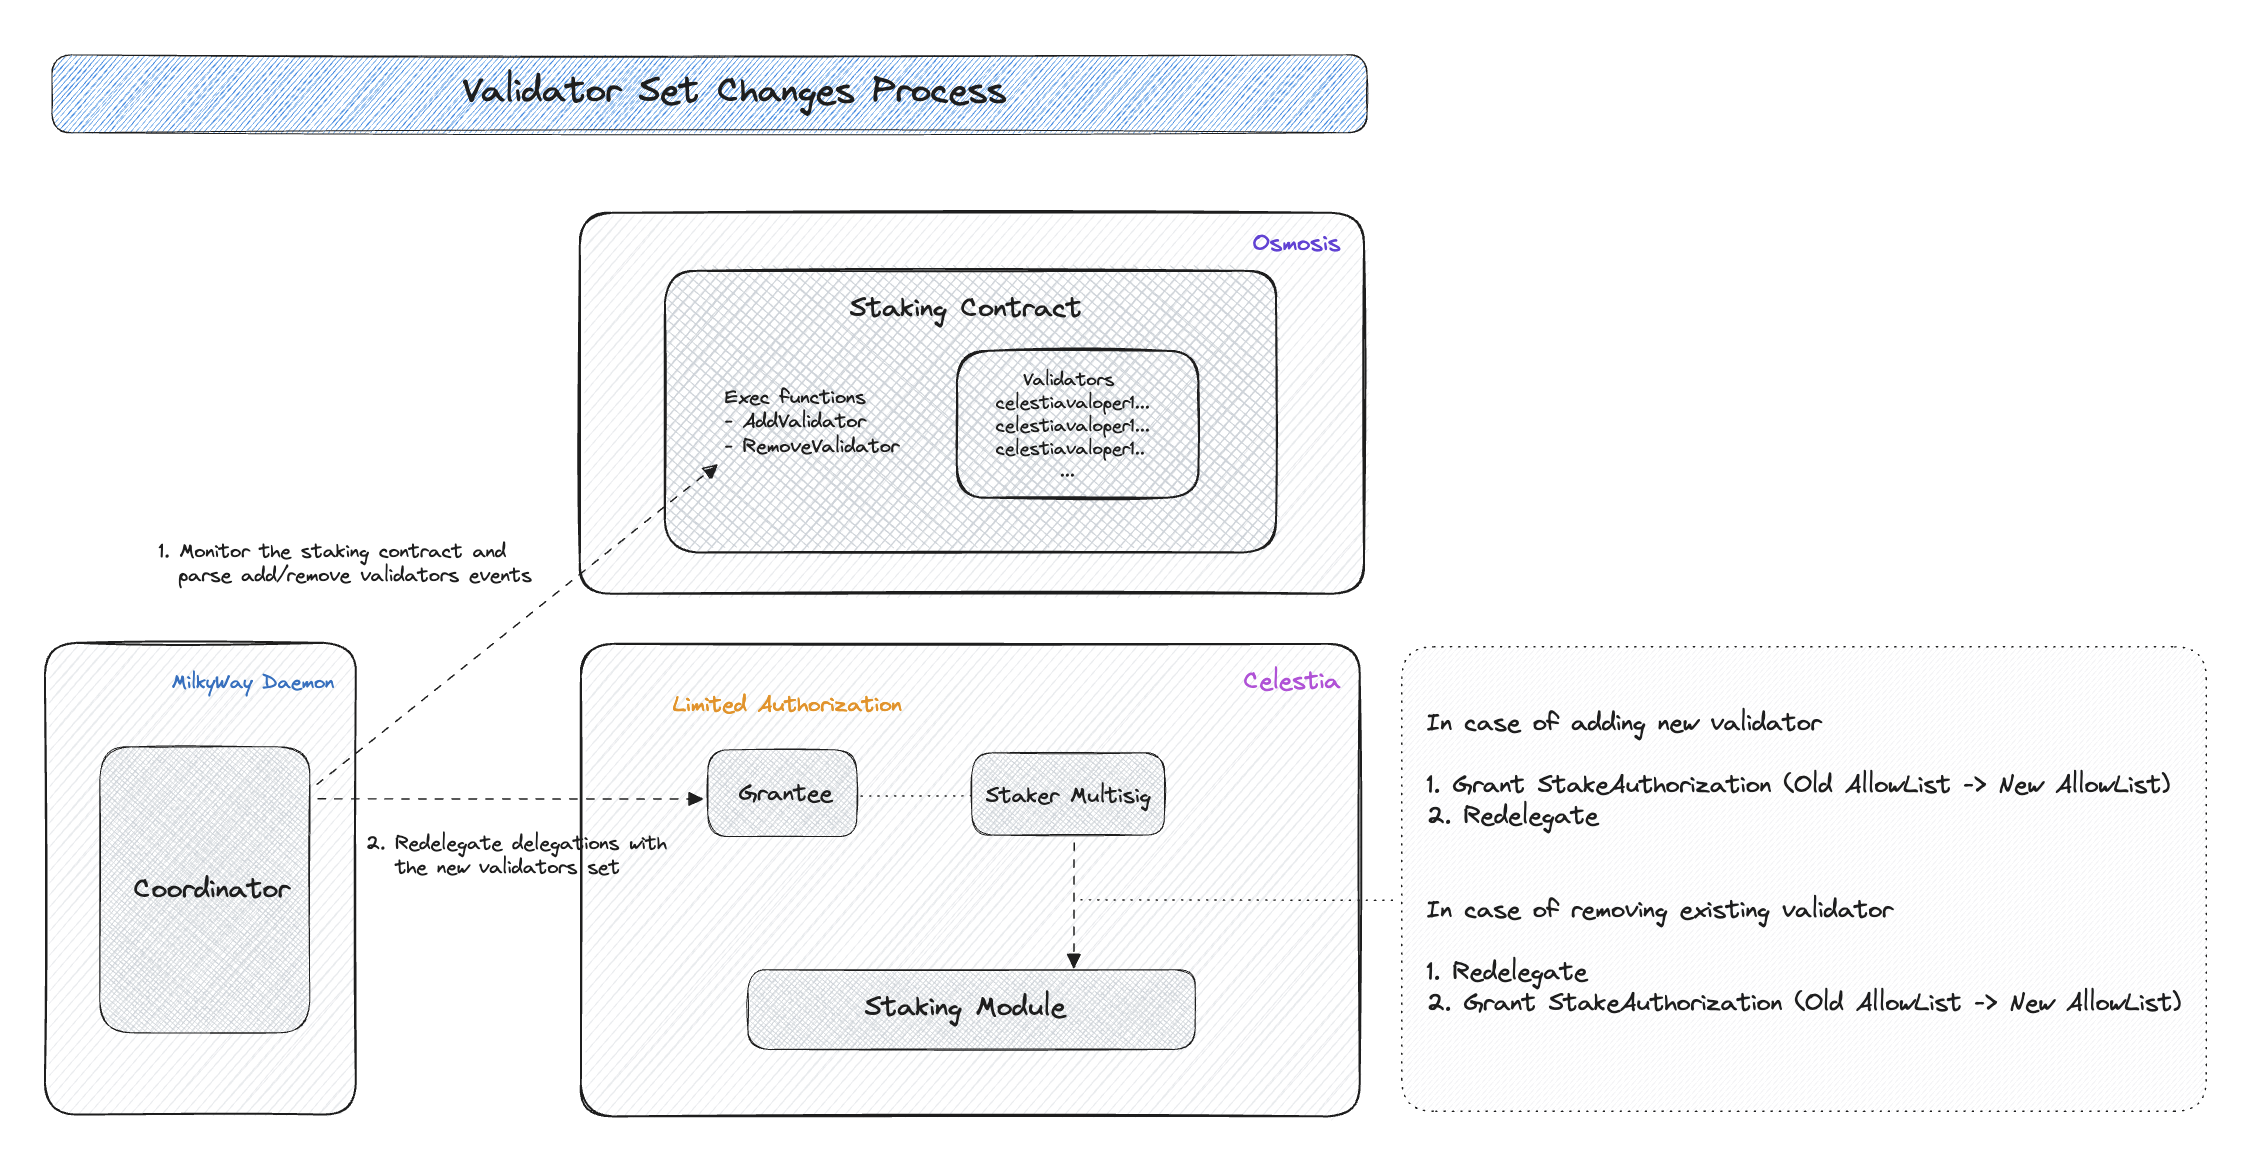 Validator Set Changes Process
Osmosis
Staking Contract
Exec functions
- AddValidator
- RemoveValidator
Validators
celestiavaloper1...
celestiavaloper1...
celestiavaloper1..
...
1. Monitor the staking contract and
parse add/remove validators events
MilkyWay Daemon
Coordinator
2. Redelegate delegations with
the new validators set
Celestia
Limited Authorization
Grantee
Staker Multisig
Staking Module
In case of adding new validator
1. Grant StakeAuthorization (Old AllowList -> New AllowList)
2. Redelegate
In case of removing existing validator
1. Redelegate
2. Grant StakeAuthorization (Old AllowList -> New AllowList)